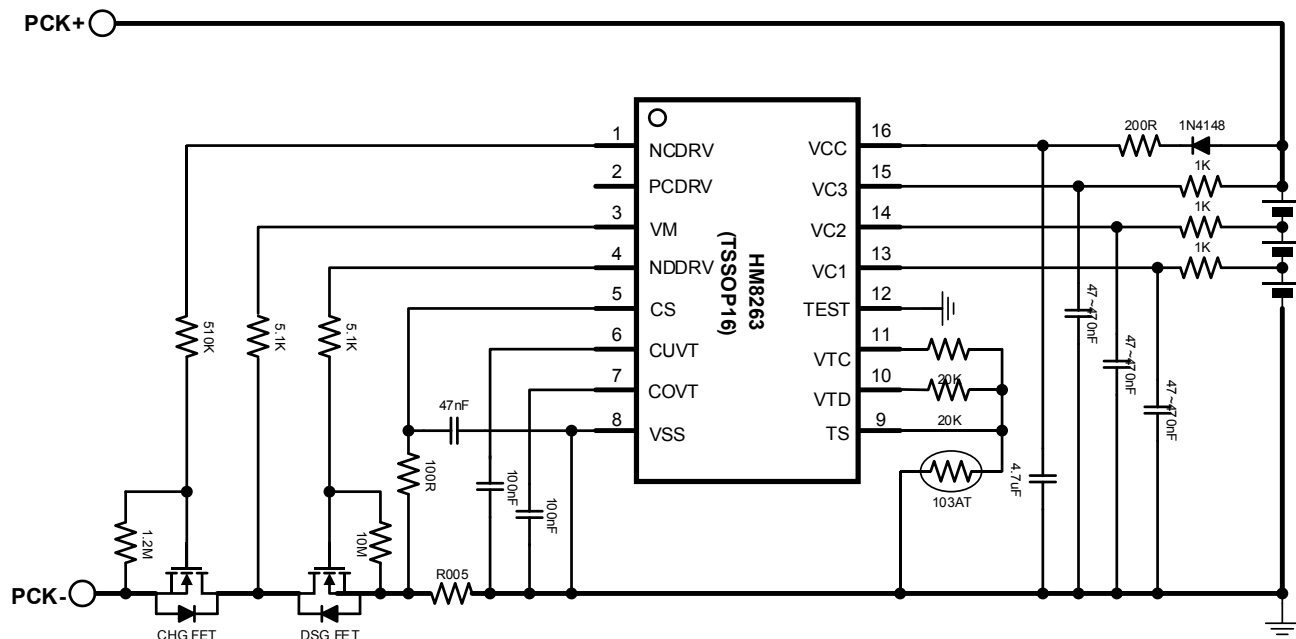 PCK+
1
NCDRV
2
PCDRV
3
VM
4
NDDRV
5
CS
6
CUVT
7
COVT
8
VSS
HM8263
(TSSOP16)
16
VCC
15
VC3
14
VC2
13
VC1
12
TEST
11
VTC
10
VTD
9
TS
200R
1N4148
1K
1K
1K
510K
5.1K
5.1K
47nF
100R
100nF
100nF
20K
20K
103AT
4.7uF
47~470nF
47~470nF
47~470nF
1.2M
10M
R005
PCK-
CHG FET
DSG FET